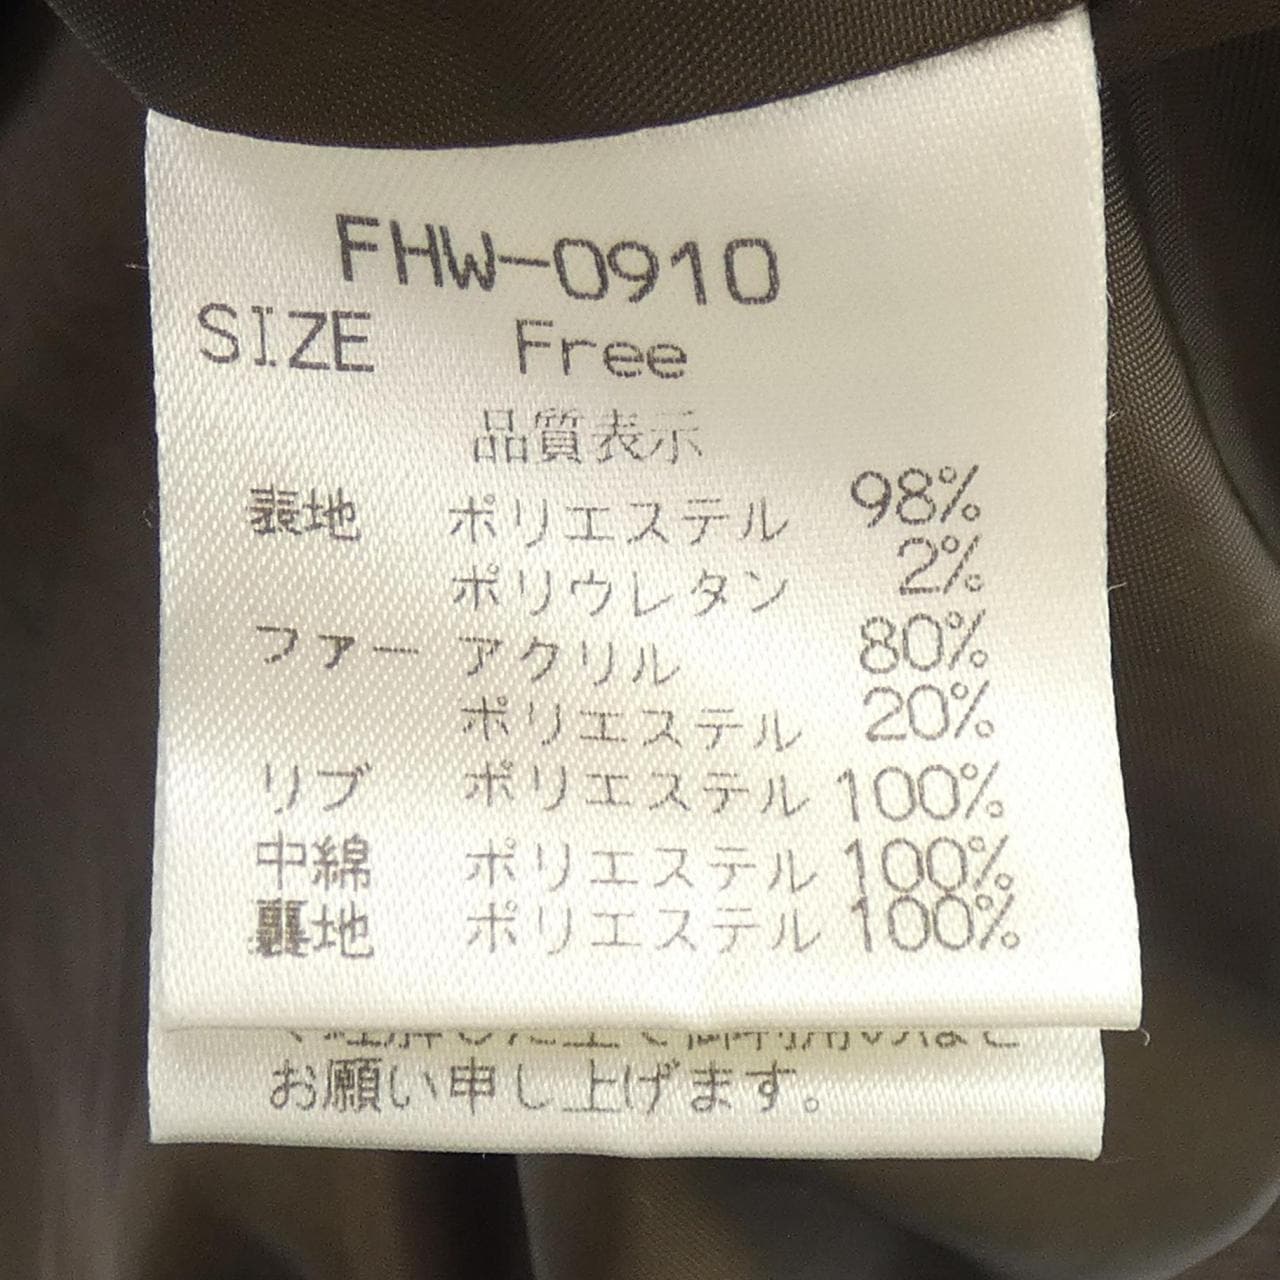 FHW-0910
SIZE Free
品質表示
表地 ポリエステル 98%
ポリウレタン 2%
ファー アクリル 80%
ポリエステル 20%
リブ ポリエステル 100%
中綿 ポリエステル 100%
裏地 ポリエステル 100%
お願い申し上げます。